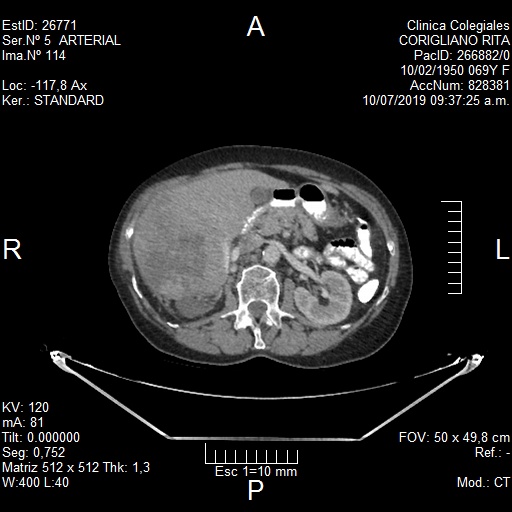 EstID: 26771
Ser.Nº 5 ARTERIAL
Ima.Nº 114
Loc: -117,8 Ax
Ker.: STANDARD
A
Clinica Colegiales
CORIGLIANO RITA
PacID: 266882/0
10/02/1950 069Y F
AccNum: 828381
10/07/2019 09:37:25 a.m.
R
L
KV: 120
mA: 81
Tilt: 0.000000
Seg: 0,752
Matriz 512 x 512 Thk: 1,3
W:400 L:40
Esc 1=10 mm
P
FOV: 50 x 49,8 cm
Ref.: -
Mod.: CT